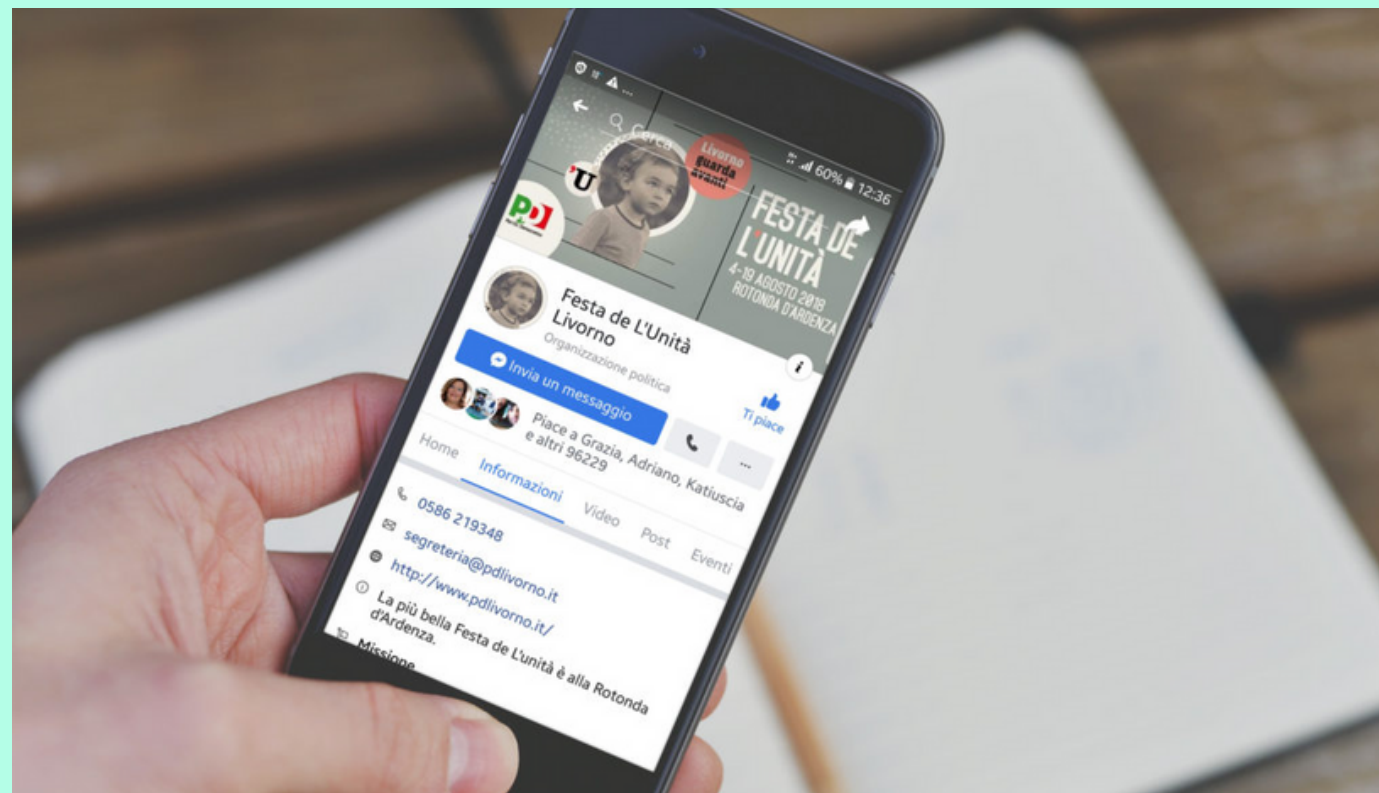 60% 12:36
Cerca
Livorno
guarda
avanti
'U
PD
FESTA DE
L'UNITÀ
4-19 AGOSTO 2018
ROTONDA D'ARDENZA
Festa de L'Unità
Livorno
Organizzazione politica
Ti piace
Invia un messaggio
Piace a Grazia, Adriano, Katiuscia
e altri 96229
Home Informazioni Video Post Eventi
0586 219348
segreteria@pdlivorno.it
http://www.pdlivorno.it/
La più bella Festa de L'unità è alla Rotonda
d'Ardenza.
Missione